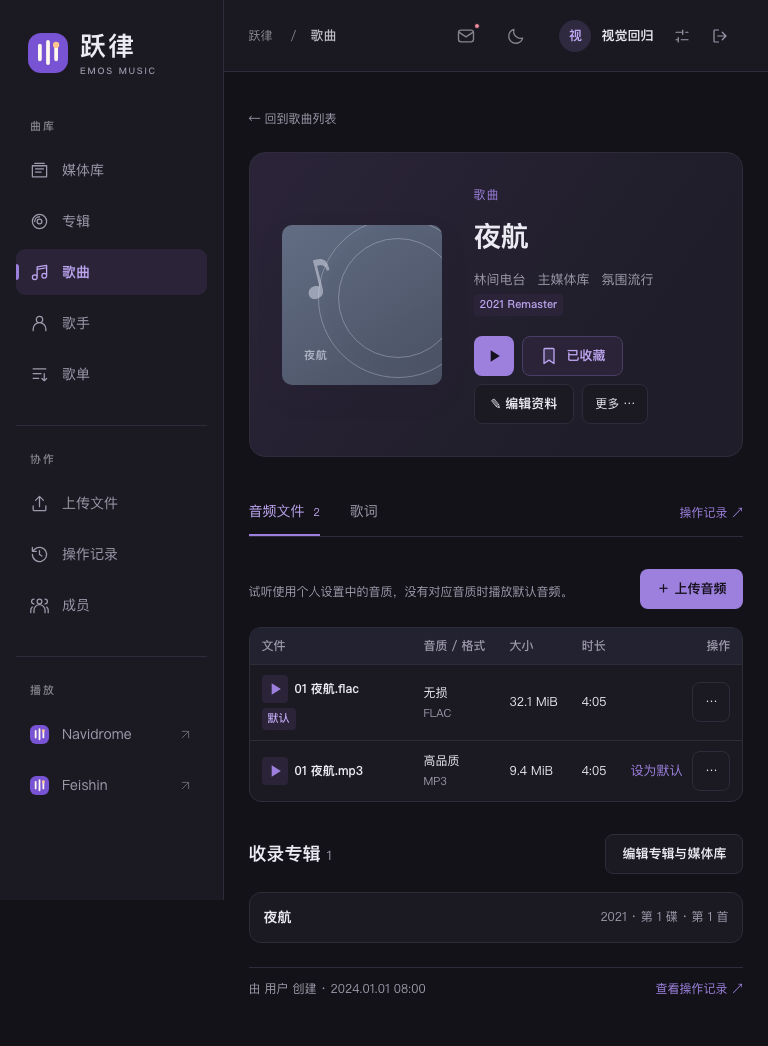 跃律
EMOS MUSIC
曲库
媒体库
专辑
歌曲
歌手
歌单
协作
上传文件
操作记录
成员
播放
Navidrome ↗
Feishin ↗
跃律 / 歌曲
视 视觉回归
← 回到歌曲列表
夜航
歌曲
夜航
林间电台 主媒体库 氛围流行
2021 Remaster
已收藏
✎ 编辑资料
更多 ···
音频文件 2
歌词
操作记录 ↗
试听使用个人设置中的音质，没有对应音质时播放默认音频。
+ 上传音频
文件 音质 / 格式 大小 时长 操作
01 夜航.flac 无损 32.1 MiB 4:05 ···
默认 FLAC
01 夜航.mp3 高品质 9.4 MiB 4:05 设为默认 ···
MP3
收录专辑 1
编辑专辑与媒体库
夜航 2021 · 第 1 碟 · 第 1 首
由 用户 创建 · 2024.01.01 08:00
查看操作记录 ↗